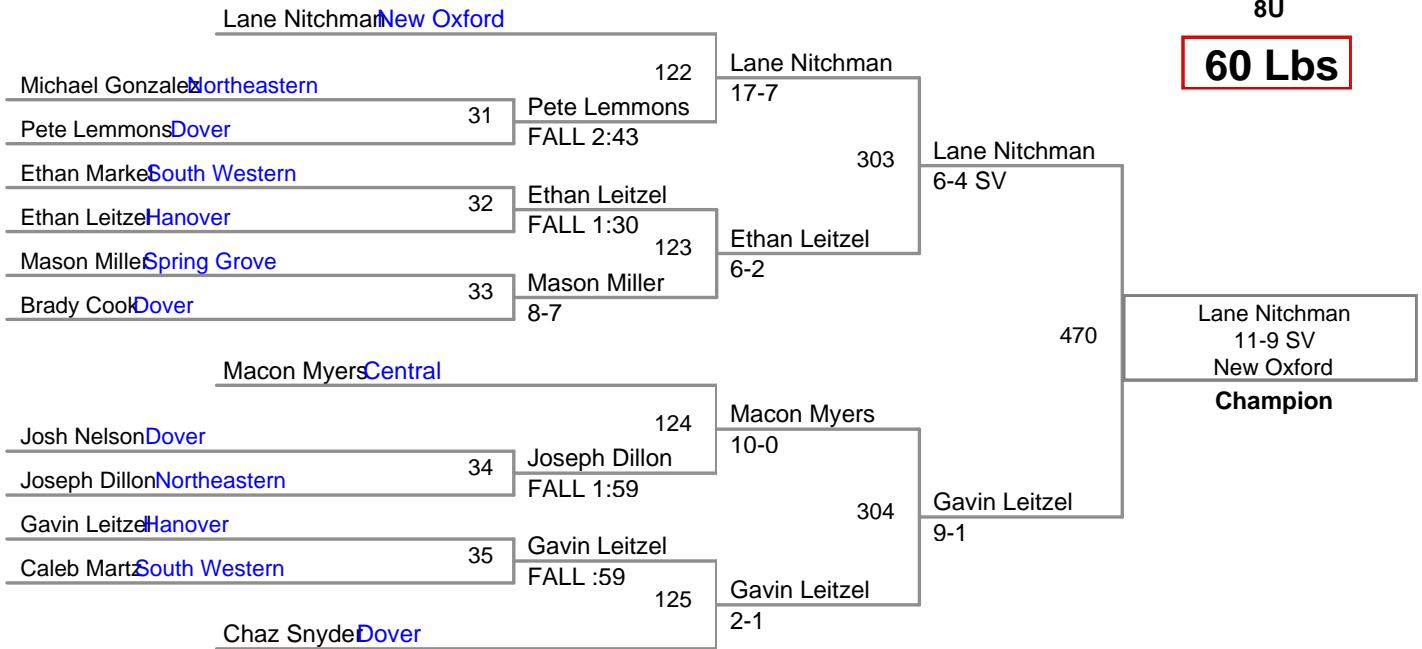 8U
60 Lbs
Lane Nitchman New Oxford
Michael Gonzalez Northeastern
31
Pete Lemmons Dover
Pete Lemmons
FALL 2:43
122
Lane Nitchman
17-7
Ethan Markel South Western
32
Ethan Leitzel Hanover
Ethan Leitzel
FALL 1:30
Mason Miller Spring Grove
33
Brady Cook Dover
Mason Miller
8-7
123
Ethan Leitzel
6-2
303
Lane Nitchman
6-4 SV
Macon Myers Central
Josh Nelson Dover
34
Joseph Dillon Northeastern
Joseph Dillon
FALL 1:59
124
Macon Myers
10-0
Gavin Leitzel Hanover
35
Caleb Martz South Western
Gavin Leitzel
FALL :59
Chaz Snyder Dover
125
Gavin Leitzel
2-1
304
Gavin Leitzel
9-1
470
Lane Nitchman
11-9 SV
New Oxford
Champion